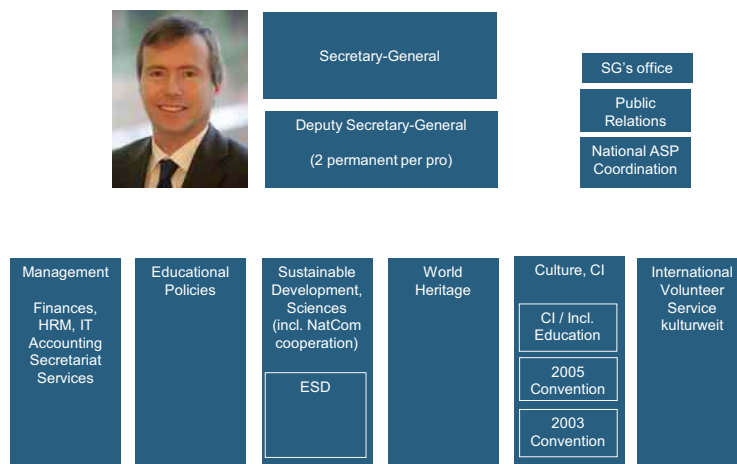 Secretary-General
Deputy Secretary-General
(2 permanent per pro)
SG’s office
Public
Relations
National ASP
Coordination
Management
Finances,
HRM, IT
Accounting
Secretariat
Services
Educational
Policies
Sustainable
Development,
Sciences
(incl. NatCom
cooperation)
ESD
World
Heritage
Culture, CI
CI / Incl.
Education
2005
Convention
2003
Convention
International
Volunteer
Service
kulturweit